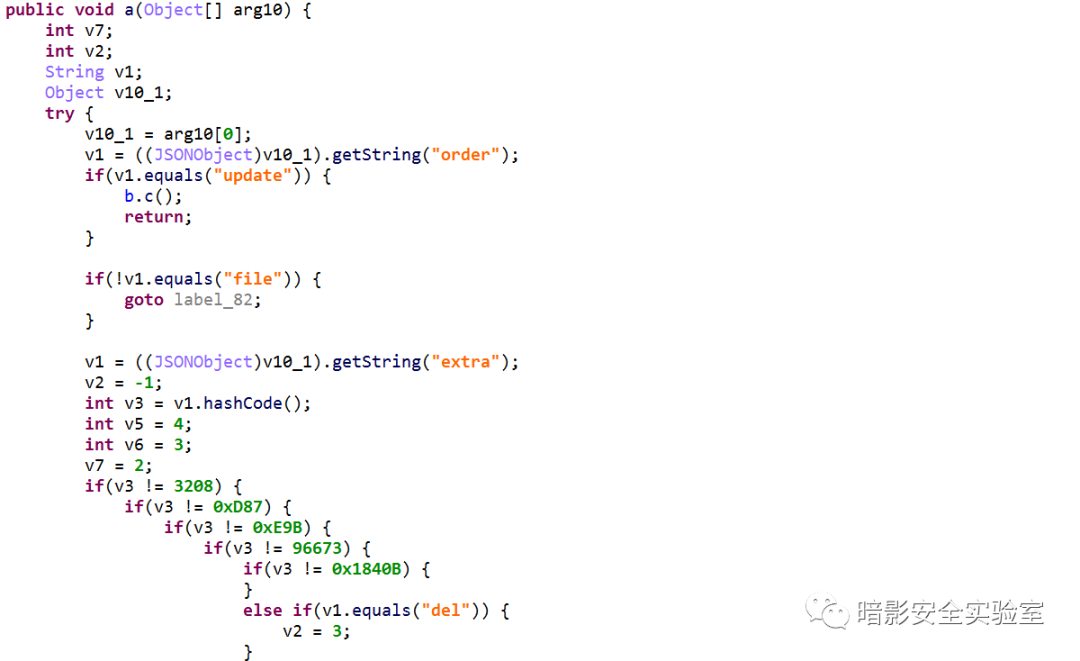 public void a(Object[] arg10) {
    int v7;
    int v2;
    String v1;
    Object v10_1;
    try {
        v10_1 = arg10[0];
        v1 = ((JSONObject)v10_1).getString("order");
        if(v1.equals("update")) {
            b.c();
            return;
        }

        if(!v1.equals("file")) {
            goto label_82;
        }

        v1 = ((JSONObject)v10_1).getString("extra");
        v2 = -1;
        int v3 = v1.hashCode();
        int v5 = 4;
        int v6 = 3;
        v7 = 2;
        if(v3 != 3208) {
            if(v3 != 0xD87) {
                if(v3 != 0xE9B) {
                    if(v3 != 96673) {
                        if(v3 != 0x1840B) {
                        }
                        else if(v1.equals("del")) {
                            v2 = 3;
                        }
暗影安全实验室